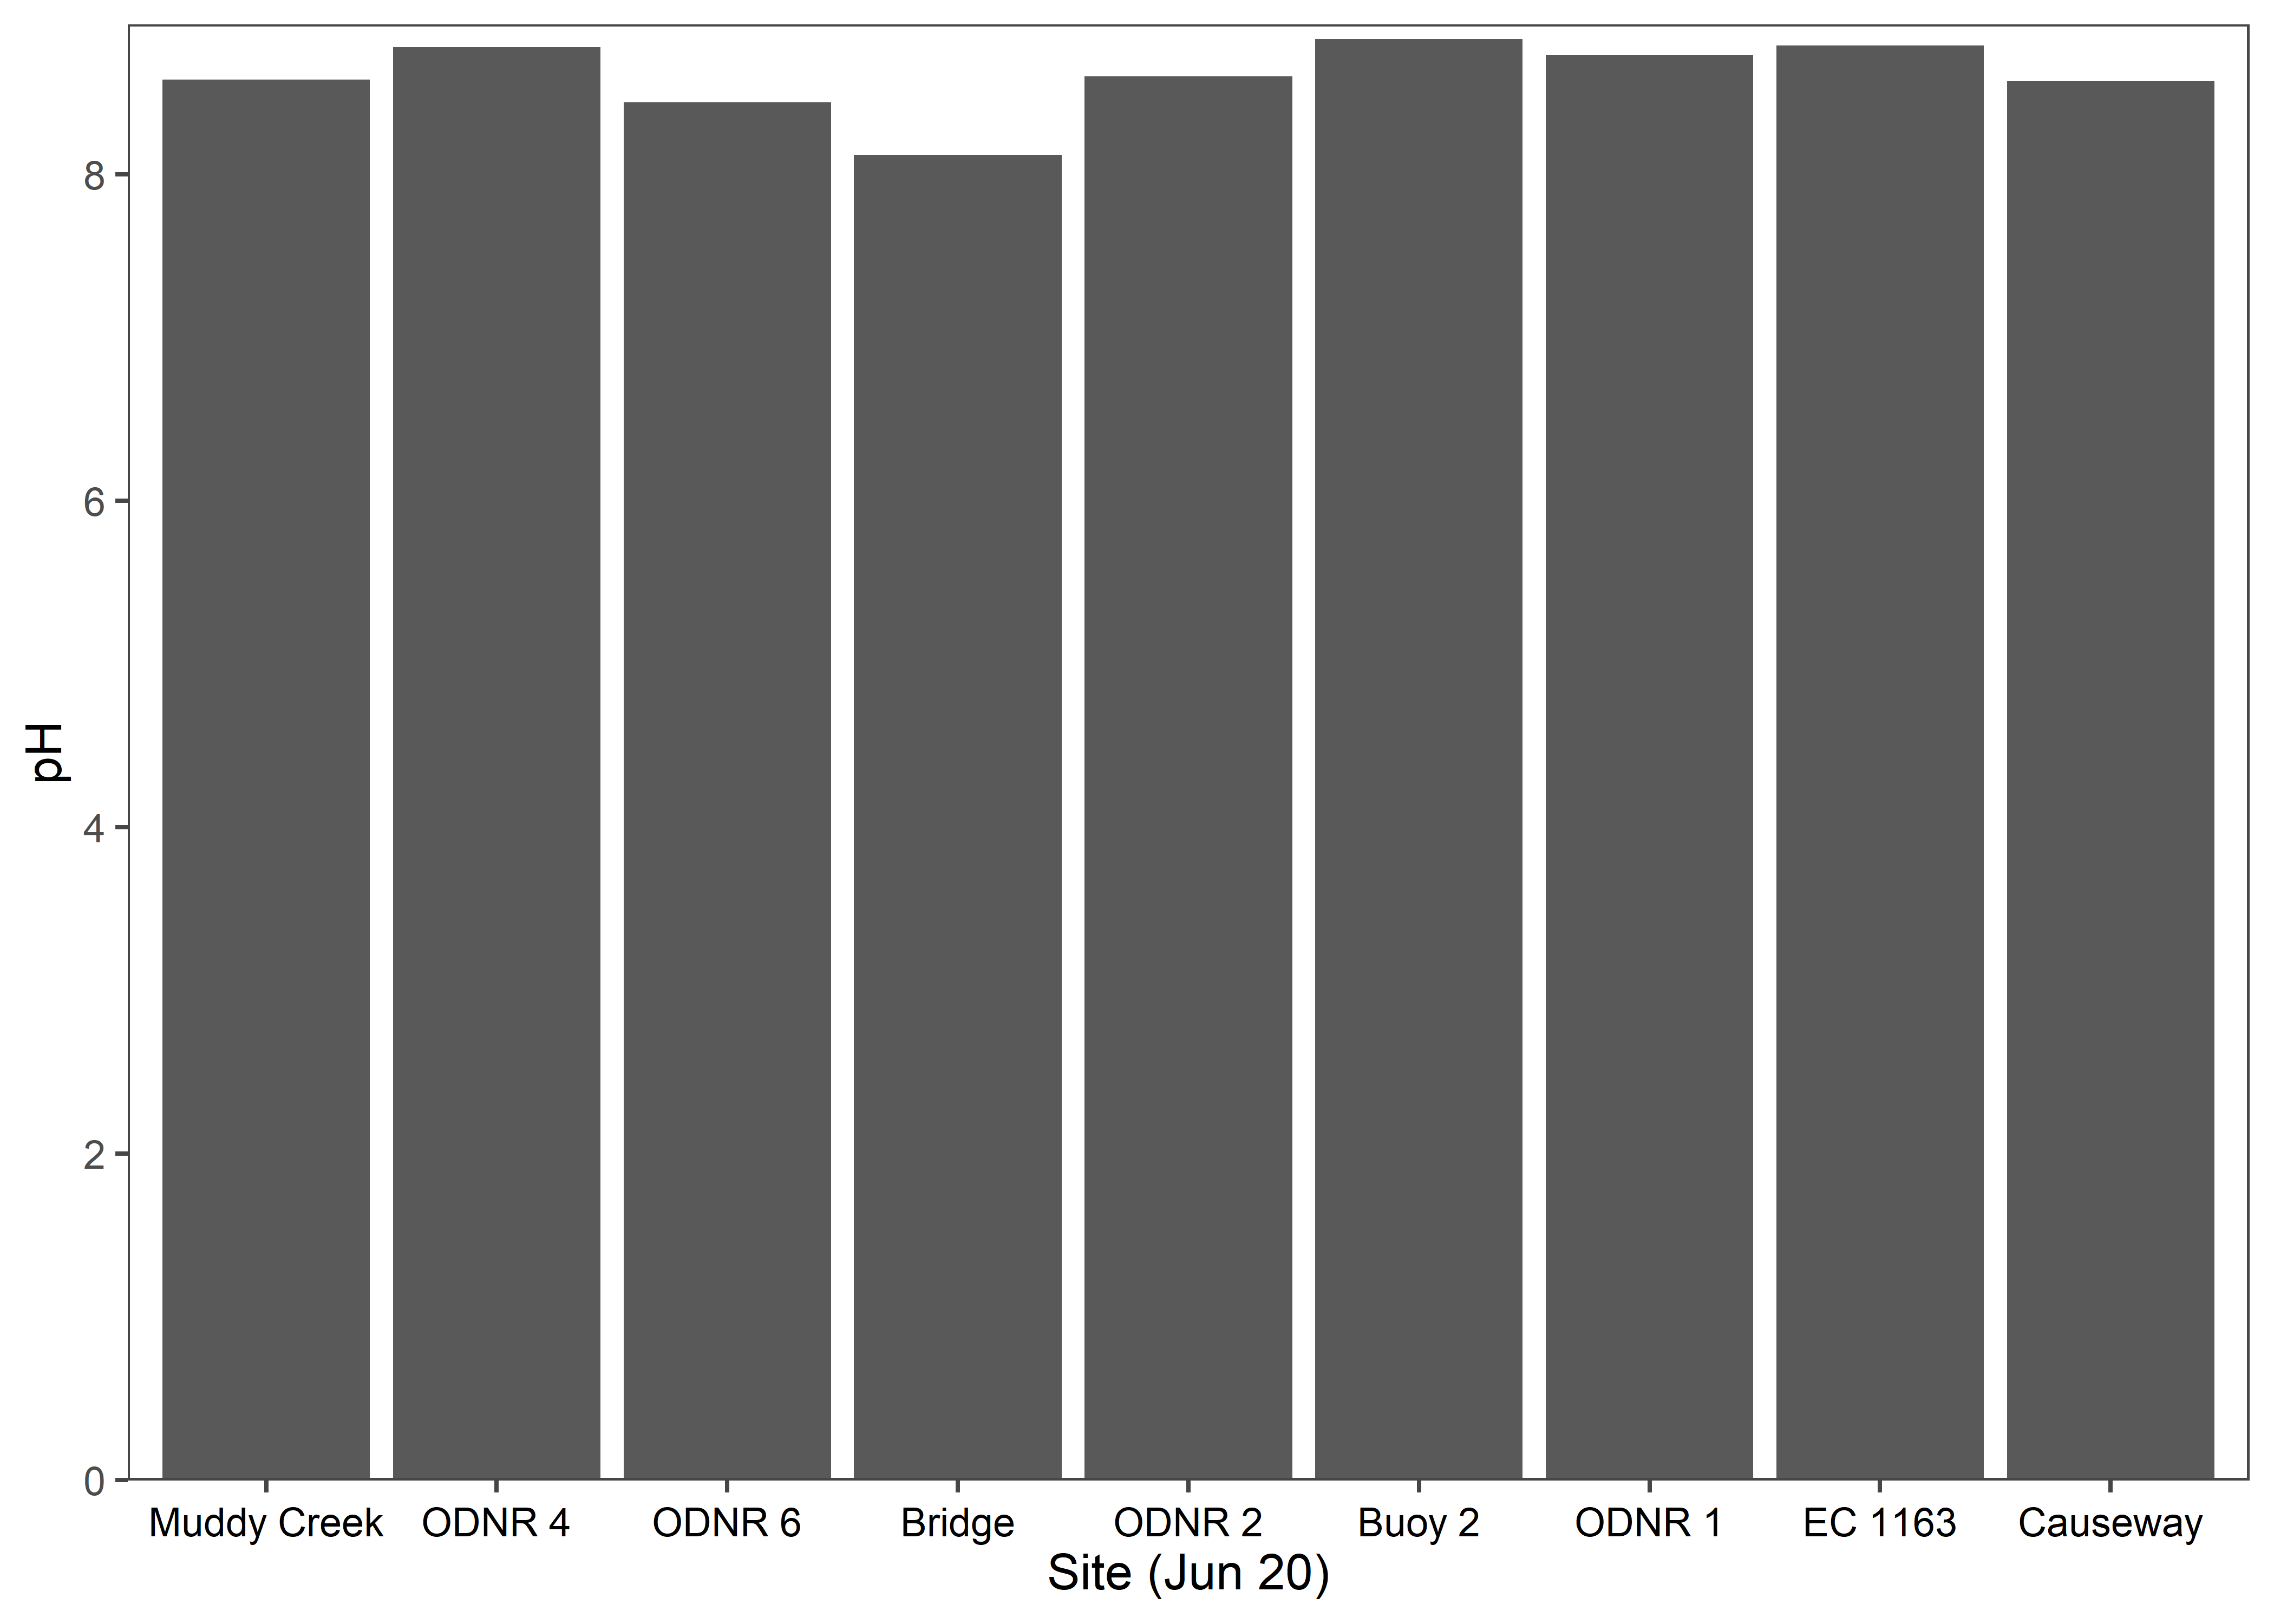 pH
8
6
4
2
0
Muddy Creek ODNR 4 ODNR 6 Bridge ODNR 2 Buoy 2 ODNR 1 EC 1163 Causeway
Site (Jun 20)